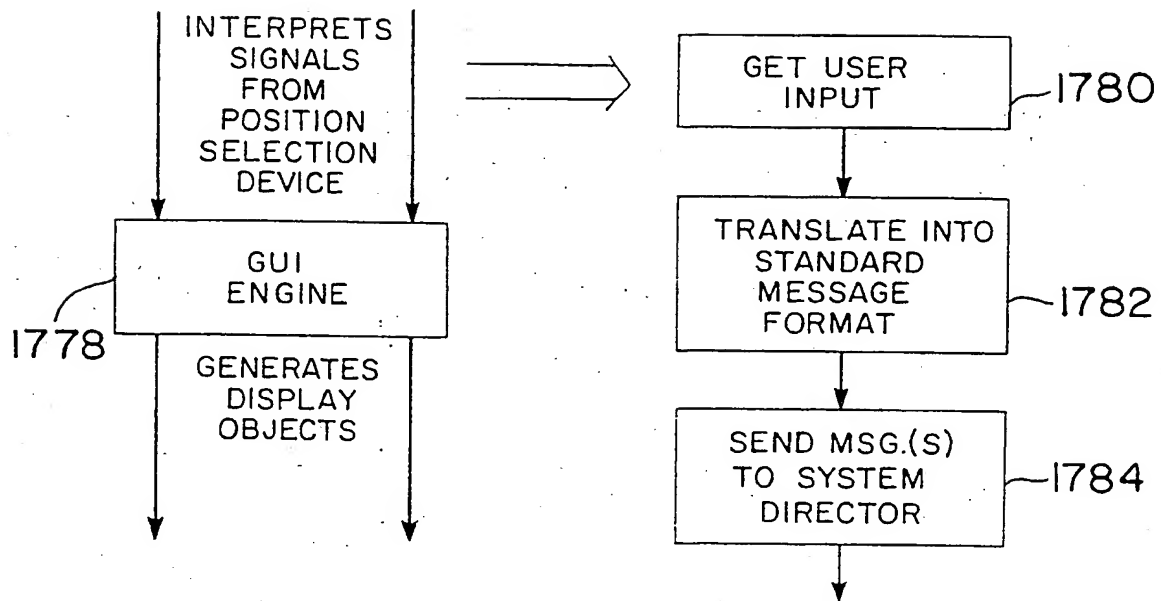 INTERPRETS
SIGNALS
FROM
POSITION
SELECTION
DEVICE
GUI
ENGINE
1778
GENERATES
DISPLAY
OBJECTS
GET USER
INPUT
1780
TRANSLATE INTO
STANDARD
MESSAGE
FORMAT
1782
SEND MSG.(S)
TO SYSTEM
DIRECTOR
1784